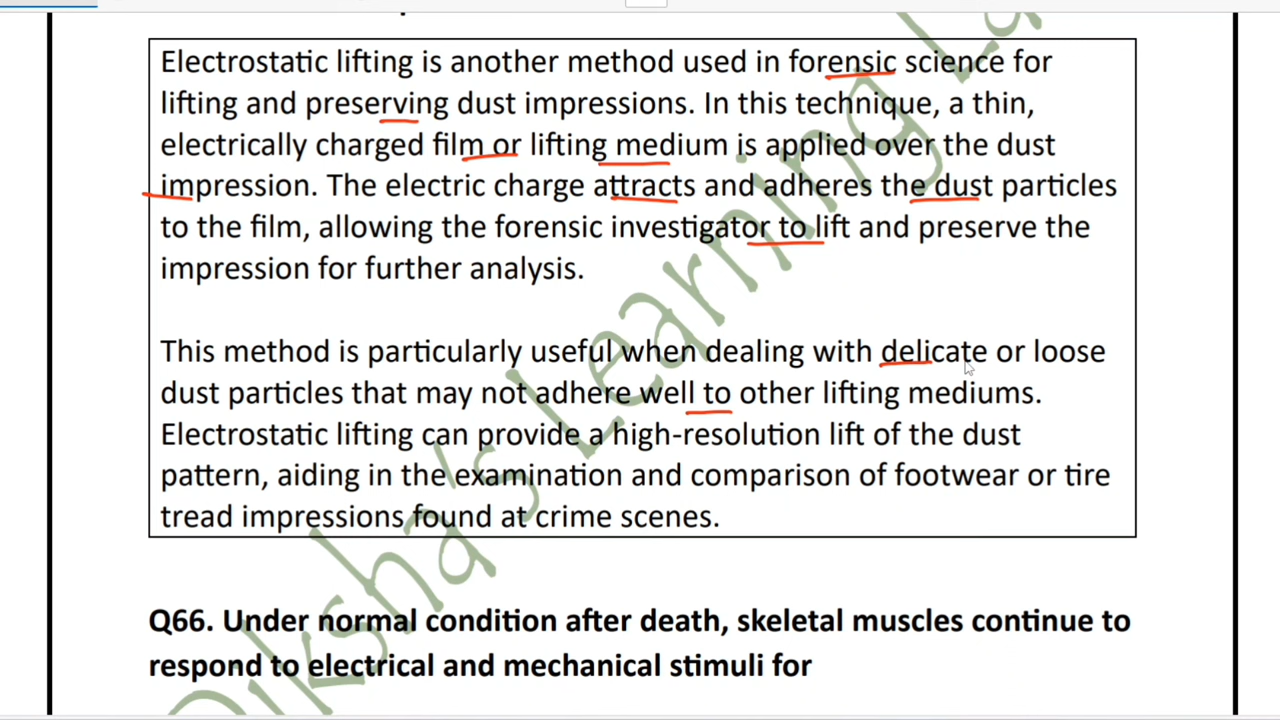 Electrostatic lifting is another method used in forensic science for
lifting and preserving dust impressions. In this technique, a thin,
electrically charged film or lifting medium is applied over the dust
impression. The electric charge attracts and adheres the dust particles
to the film, allowing the forensic investigator to lift and preserve the
impression for further analysis.
This method is particularly useful when dealing with delicate or loose
dust particles that may not adhere well to other lifting mediums.
Electrostatic lifting can provide a high-resolution lift of the dust
pattern, aiding in the examination and comparison of footwear or tire
tread impressions found at crime scenes.
Q66. Under normal condition after death, skeletal muscles continue to
respond to electrical and mechanical stimuli for
Diksha's Learning La